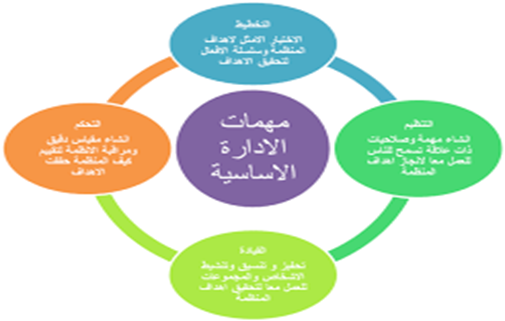 التخطيط
الاختيار الامثل لاهداف
المنظمة وسلسلة الافعال
لتحقيق الاهداف
التنظيم
انشاء مهمة وصلاحيات
ذات علاقة تسمح للناس
للعمل معا لانجاز اهداف
المنظمة
مهمات
الادارة
الاساسية
التحكم
انشاء مقياس دقيق
ومراقبة الانظمة لتقييم
كيف المنظمة حققت
الاهداف
القيادة
تحفيز و تنسيق وتنشيط
الاشخاص والمجموعات
للعمل معا لتحقيق اهداف
المنظمة